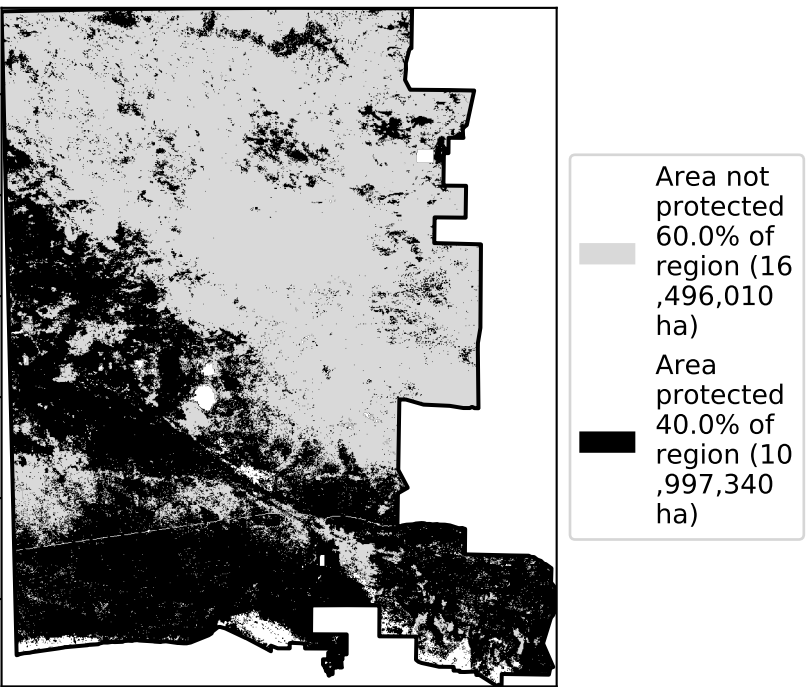 Area not
protected
60.0% of
region (16
,496,010
ha)
Area
protected
40.0% of
region (10
,997,340
ha)